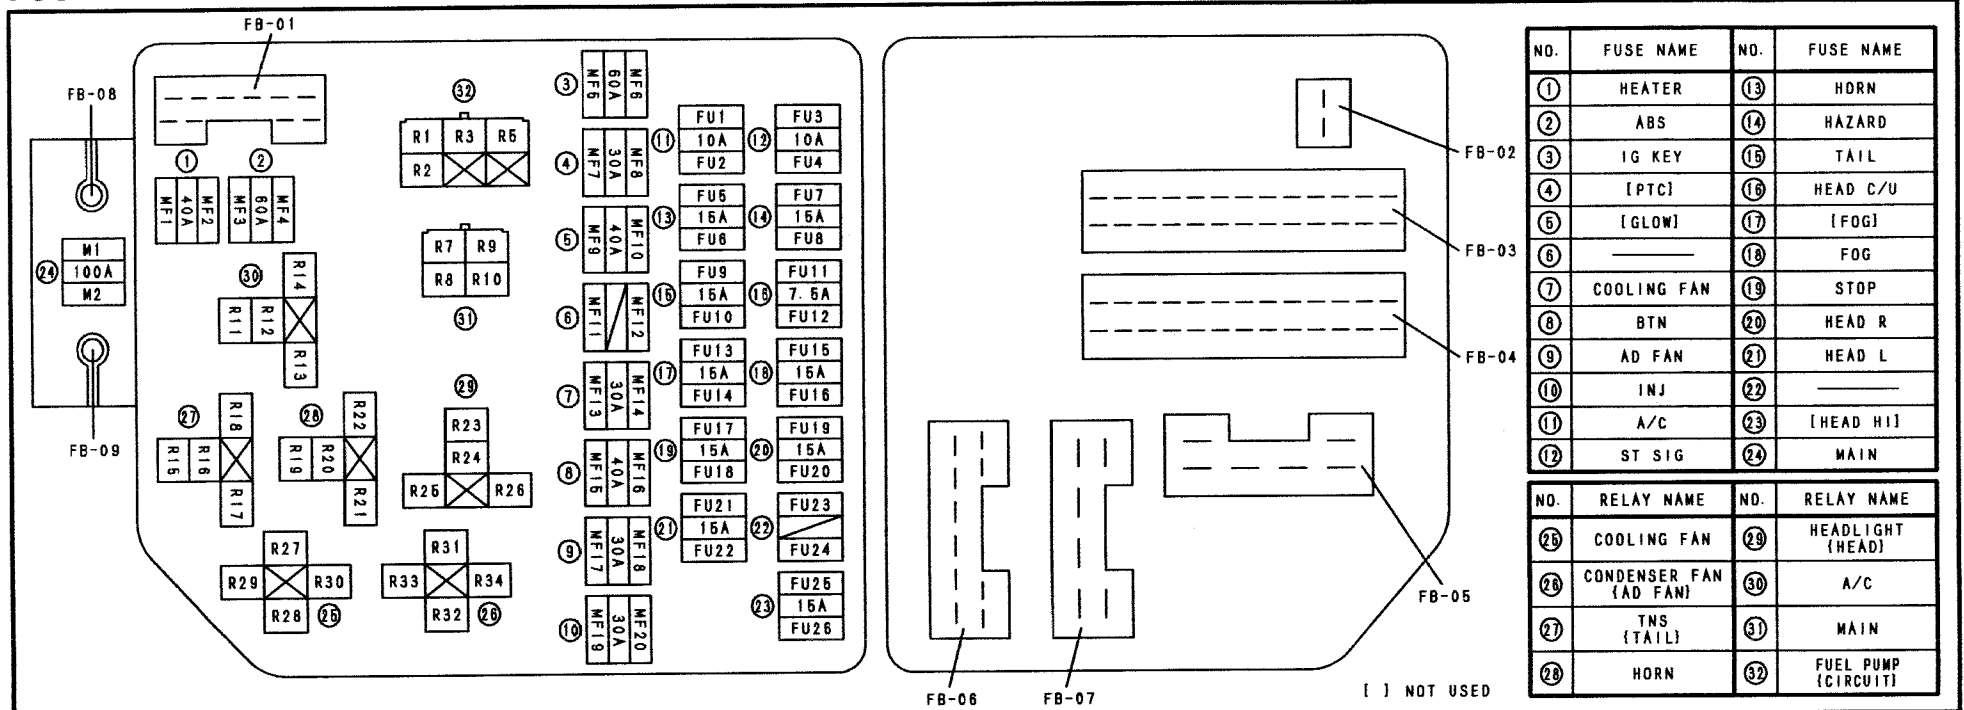 FB-01
FB-08
FB-09
M1
100A
M2
24
1
MF1
40A
MF2
2
MF3
60A
MF4
32
R1 R3 R5
R2
R7 R9
R8 R10
31
30
R14
R11 R12
R13
27
R18
R15 R16
R17
28
R22
R19 R20
R21
29
R23
R24
R25 R26
R27
R29 R30
R28
25
R31
R33 R34
R32
26
3
MF5 60A MF6
4
MF7 30A MF8
5
MF9 40A MF10
6
MF11 MF12
7
MF13 30A MF14
8
MF15 40A MF16
9
MF17 30A MF18
10
MF19 30A MF20
11
FU1
10A
FU2
12
FU3
10A
FU4
13
FU5
15A
FU6
14
FU7
15A
FU8
15
FU9
15A
FU10
16
FU11
7.5A
FU12
17
FU13
15A
FU14
18
FU15
15A
FU16
19
FU17
15A
FU18
20
FU19
15A
FU20
21
FU21
15A
FU22
22
FU23
FU24
23
FU25
15A
FU26
FB-02
FB-03
FB-04
FB-05
FB-06
FB-07
[ ] NOT USED
NO. FUSE NAME NO. FUSE NAME
1 HEATER 13 HORN
2 ABS 14 HAZARD
3 IG KEY 15 TAIL
4 [PTC] 16 HEAD C/U
5 [GLOW] 17 [FOG]
6 — 18 FOG
7 COOLING FAN 19 STOP
8 BTN 20 HEAD R
9 AD FAN 21 HEAD L
10 INJ 22 —
11 A/C 23 [HEAD HI]
12 ST SIG 24 MAIN
NO. RELAY NAME NO. RELAY NAME
25 COOLING FAN 29 HEADLIGHT
{HEAD}
26 CONDENSER FAN 30 A/C
{AD FAN}
27 TNS 31 MAIN
{TAIL}
28 HORN 32 FUEL PUMP
{CIRCUIT}